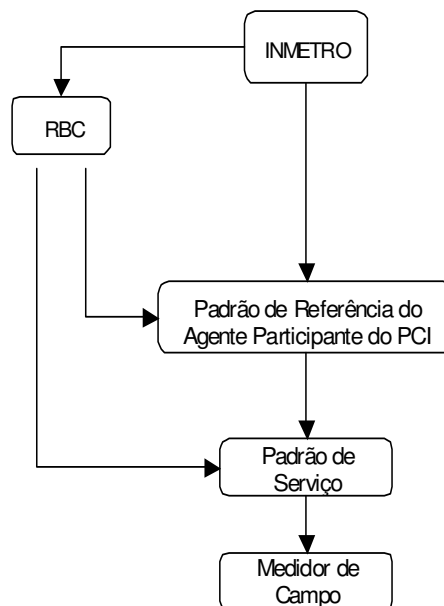 INMETRO
RBC
Padrão de Referência do
Agente Participante do PCI
Padrão de
Serviço
Medidor de
Campo